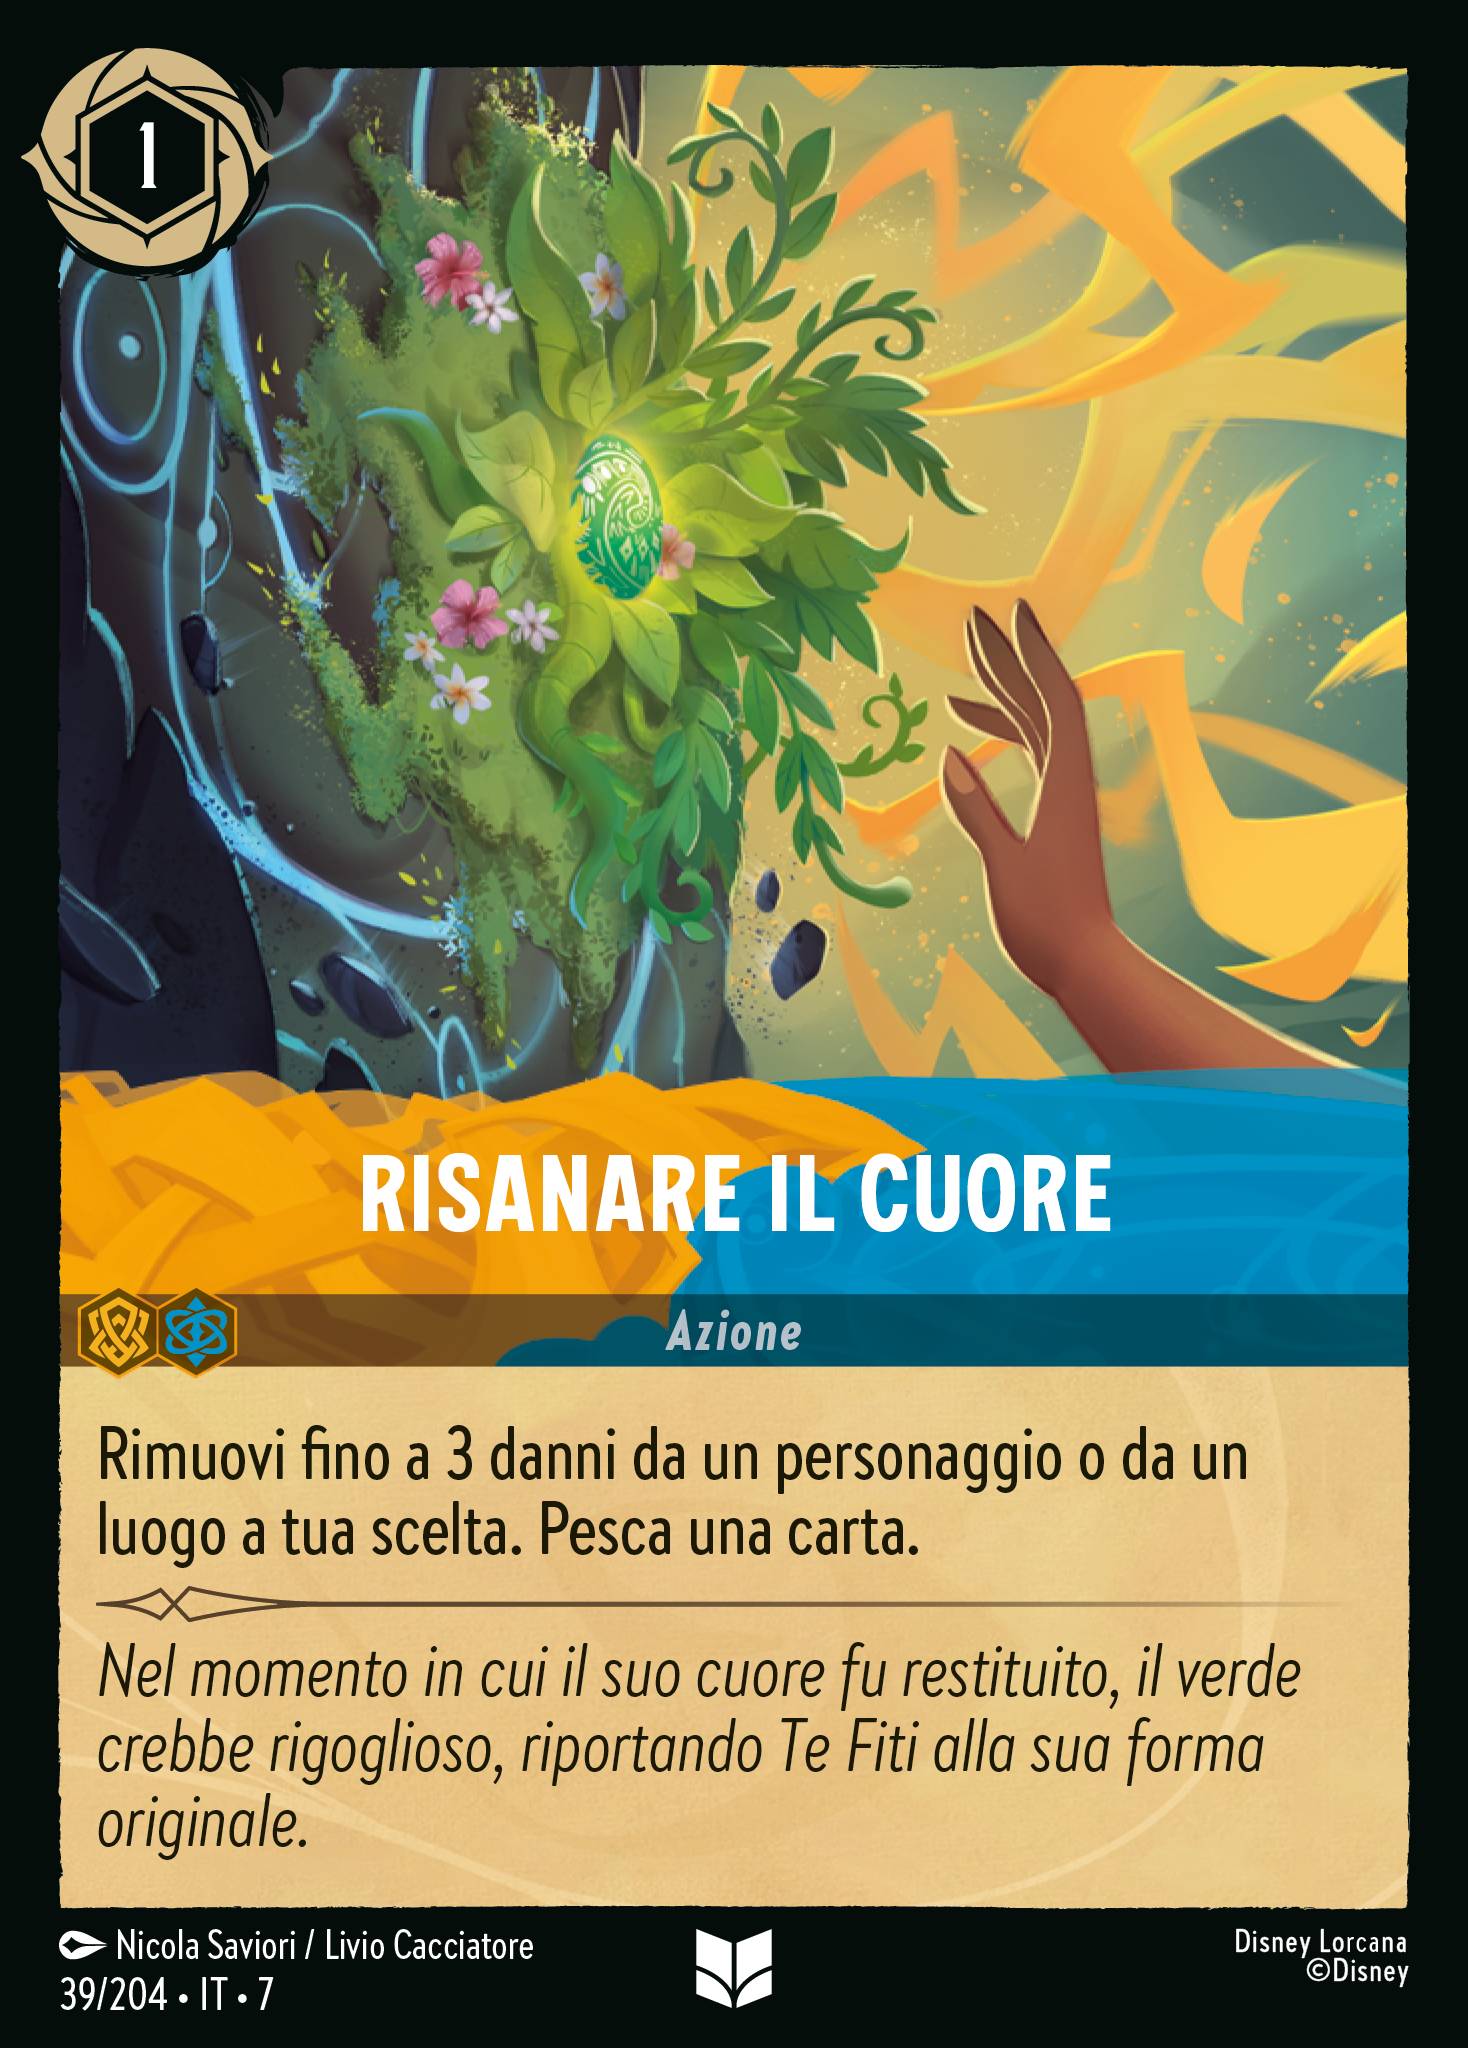 1
RISANARE IL CUORE
Azione
Rimuovi fino a 3 danni da un personaggio o da un
luogo a tua scelta. Pesca una carta.
Nel momento in cui il suo cuore fu restituito, il verde
crebbe rigoglioso, riportando Te Fiti alla sua forma
originale.
Nicola Saviori / Livio Cacciatore
39/204 • IT • 7
Disney Lorcana
©Disney